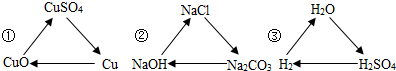 CuSO₄ NaCl H₂O
① ② ③
CuO Cu NaOH Na₂CO₃ H₂ H₂SO₄